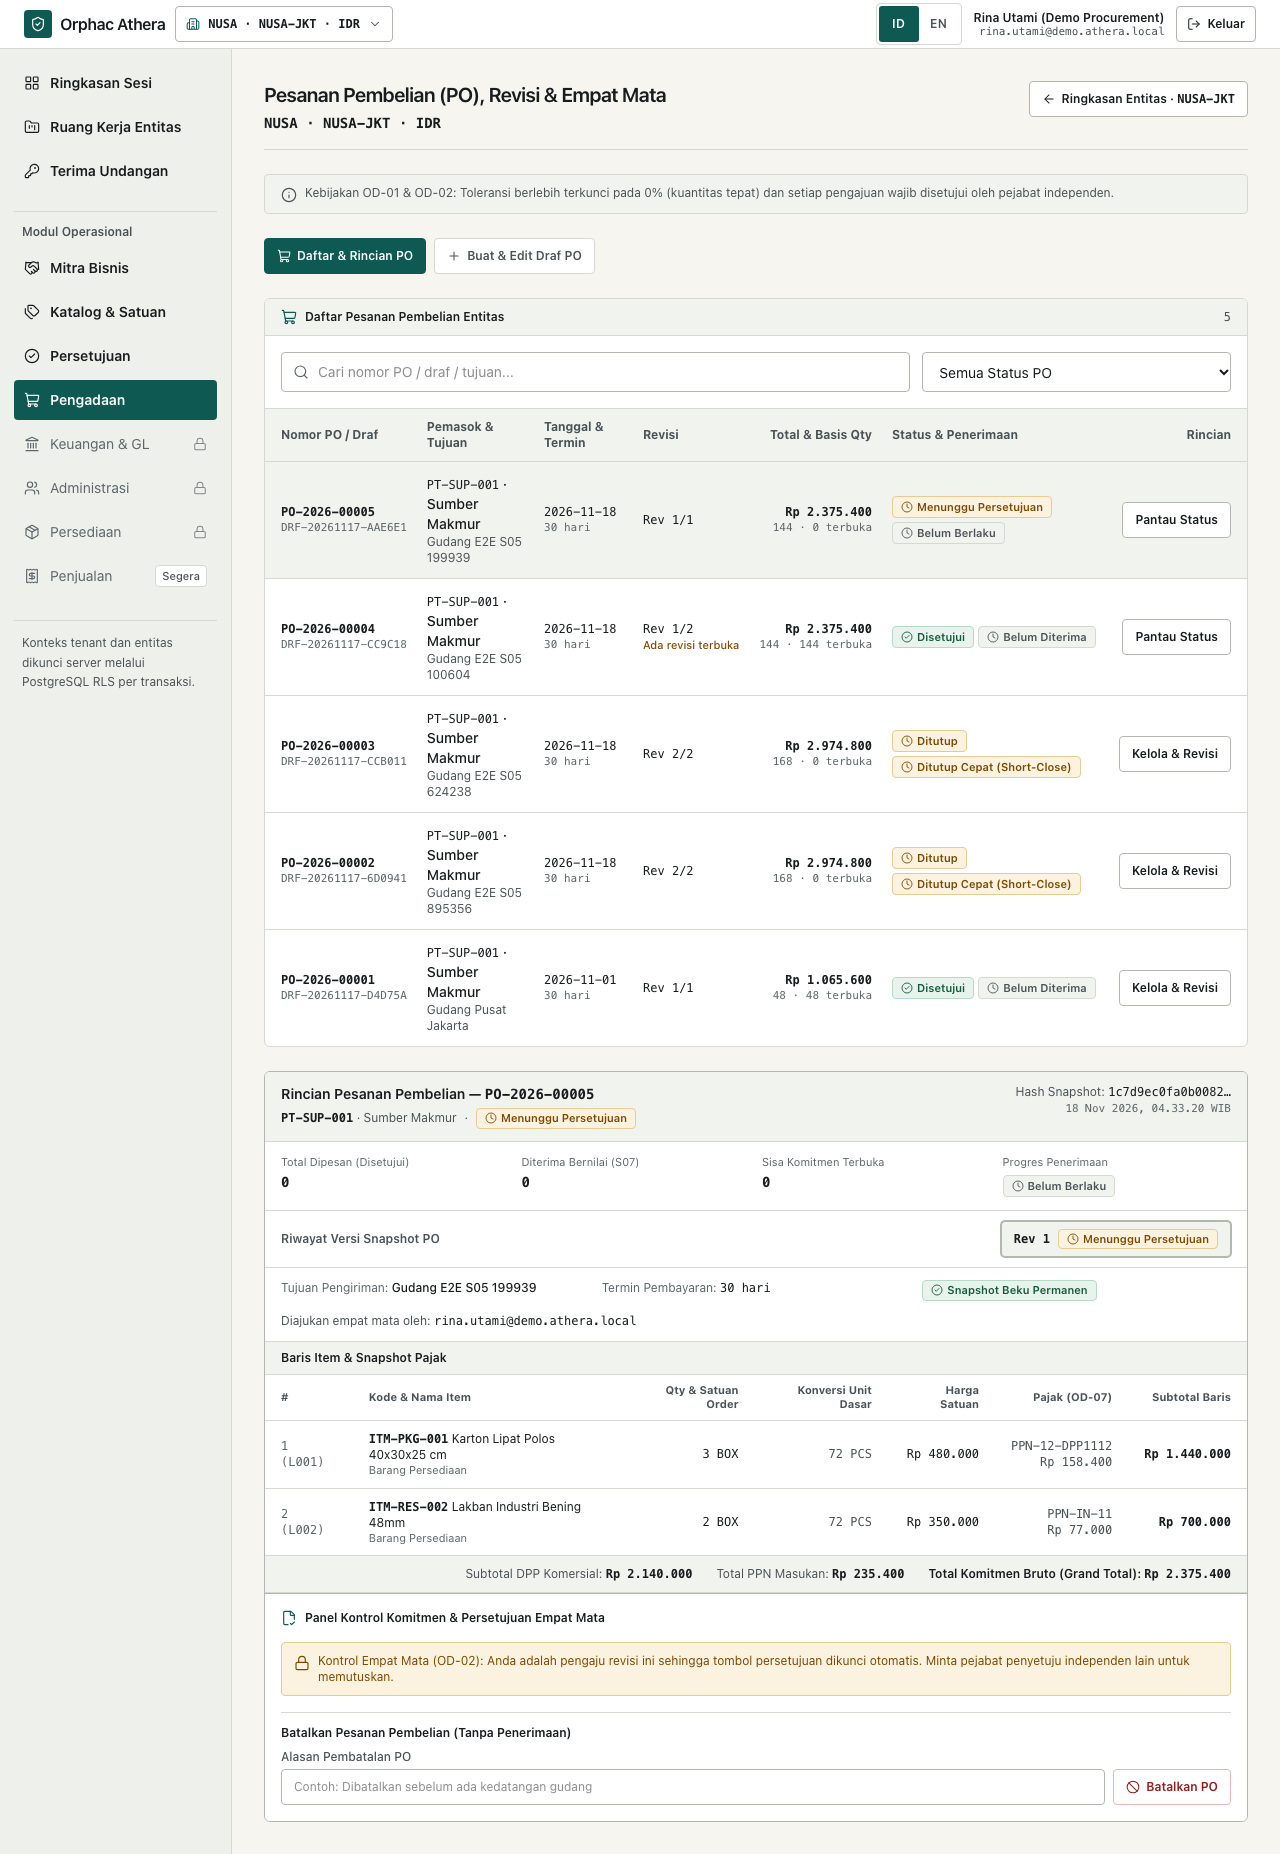 Orphac Athera
NUSA · NUSA-JKT · IDR
ID
EN
Rina Utami (Demo Procurement)
rina.utami@demo.athera.local
Keluar
Ringkasan Sesi
Ruang Kerja Entitas
Terima Undangan
Modul Operasional
Mitra Bisnis
Katalog & Satuan
Persetujuan
Pengadaan
Keuangan & GL
Administrasi
Persediaan
Penjualan
Segera
Konteks tenant dan entitas
dikunci server melalui
PostgreSQL RLS per transaksi.
Pesanan Pembelian (PO), Revisi & Empat Mata
NUSA · NUSA-JKT · IDR
Ringkasan Entitas · NUSA-JKT
Kebijakan OD-01 & OD-02: Toleransi berlebih terkunci pada 0% (kuantitas tepat) dan setiap pengajuan wajib disetujui oleh pejabat independen.
Daftar & Rincian PO
Buat & Edit Draf PO
Daftar Pesanan Pembelian Entitas
5
Cari nomor PO / draf / tujuan...
Semua Status PO
Nomor PO / Draf
Pemasok &
Tujuan
Tanggal &
Termin
Revisi
Total & Basis Qty
Status & Penerimaan
Rincian
PO-2026-00005
DRF-20261117-AAE6E1
PT-SUP-001 ·
Sumber
Makmur
Gudang E2E S05
199939
2026-11-18
30 hari
Rev 1/1
Rp 2.375.400
144 · 0 terbuka
Menunggu Persetujuan
Belum Berlaku
Pantau Status
PO-2026-00004
DRF-20261117-CC9C18
PT-SUP-001 ·
Sumber
Makmur
Gudang E2E S05
100604
2026-11-18
30 hari
Rev 1/2
Ada revisi terbuka
Rp 2.375.400
144 · 144 terbuka
Disetujui
Belum Diterima
Pantau Status
PO-2026-00003
DRF-20261117-CCB011
PT-SUP-001 ·
Sumber
Makmur
Gudang E2E S05
624238
2026-11-18
30 hari
Rev 2/2
Rp 2.974.800
168 · 0 terbuka
Ditutup
Ditutup Cepat (Short-Close)
Kelola & Revisi
PO-2026-00002
DRF-20261117-6D0941
PT-SUP-001 ·
Sumber
Makmur
Gudang E2E S05
895356
2026-11-18
30 hari
Rev 2/2
Rp 2.974.800
168 · 0 terbuka
Ditutup
Ditutup Cepat (Short-Close)
Kelola & Revisi
PO-2026-00001
DRF-20261117-D4D75A
PT-SUP-001 ·
Sumber
Makmur
Gudang Pusat
Jakarta
2026-11-01
30 hari
Rev 1/1
Rp 1.065.600
48 · 48 terbuka
Disetujui
Belum Diterima
Kelola & Revisi
Rincian Pesanan Pembelian — PO-2026-00005
PT-SUP-001 · Sumber Makmur ·
Menunggu Persetujuan
Hash Snapshot: 1c7d9ec0fa0b0082…
18 Nov 2026, 04.33.20 WIB
Total Dipesan (Disetujui)
0
Diterima Bernilai (S07)
0
Sisa Komitmen Terbuka
0
Progres Penerimaan
Belum Berlaku
Riwayat Versi Snapshot PO
Rev 1
Menunggu Persetujuan
Tujuan Pengiriman: Gudang E2E S05 199939
Termin Pembayaran: 30 hari
Snapshot Beku Permanen
Diajukan empat mata oleh: rina.utami@demo.athera.local
Baris Item & Snapshot Pajak
#
Kode & Nama Item
Qty & Satuan
Order
Konversi Unit
Dasar
Harga
Satuan
Pajak (OD-07)
Subtotal Baris
1
(L001)
ITM-PKG-001 Karton Lipat Polos
40x30x25 cm
Barang Persediaan
3 BOX
72 PCS
Rp 480.000
PPN-12-DPP1112
Rp 158.400
Rp 1.440.000
2
(L002)
ITM-RES-002 Lakban Industri Bening
48mm
Barang Persediaan
2 BOX
72 PCS
Rp 350.000
PPN-IN-11
Rp 77.000
Rp 700.000
Subtotal DPP Komersial: Rp 2.140.000
Total PPN Masukan: Rp 235.400
Total Komitmen Bruto (Grand Total): Rp 2.375.400
Panel Kontrol Komitmen & Persetujuan Empat Mata
Kontrol Empat Mata (OD-02): Anda adalah pengaju revisi ini sehingga tombol persetujuan dikunci otomatis. Minta pejabat penyetuju independen lain untuk
memutuskan.
Batalkan Pesanan Pembelian (Tanpa Penerimaan)
Alasan Pembatalan PO
Contoh: Dibatalkan sebelum ada kedatangan gudang
Batalkan PO